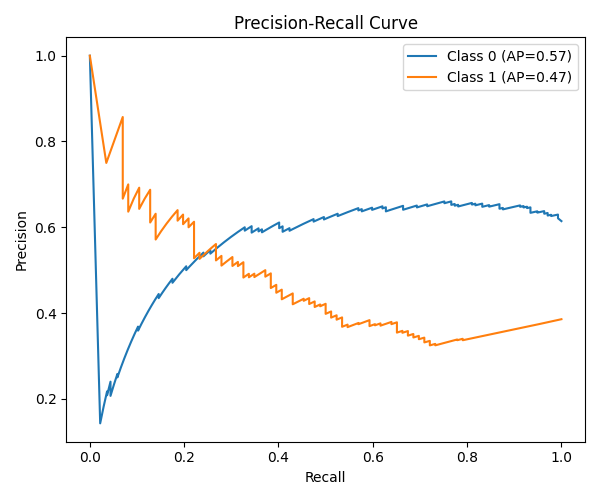 Precision-Recall Curve
Class 0 (AP=0.57)
Class 1 (AP=0.47)
Precision
1.0
0.8
0.6
0.4
0.2
0.0 0.2 0.4 0.6 0.8 1.0
Recall